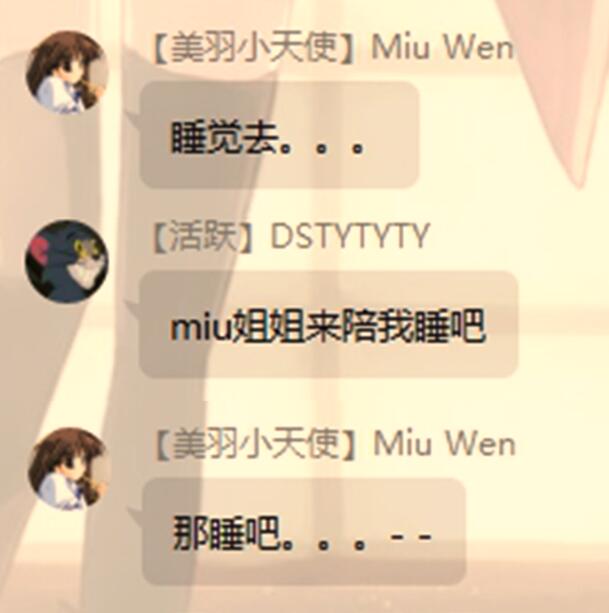 【美羽小天使】Miu Wen
睡觉去。。。
【活跃】DSTYTYTY
miu姐姐来陪我睡吧
【美羽小天使】Miu Wen
那睡吧。。。- -